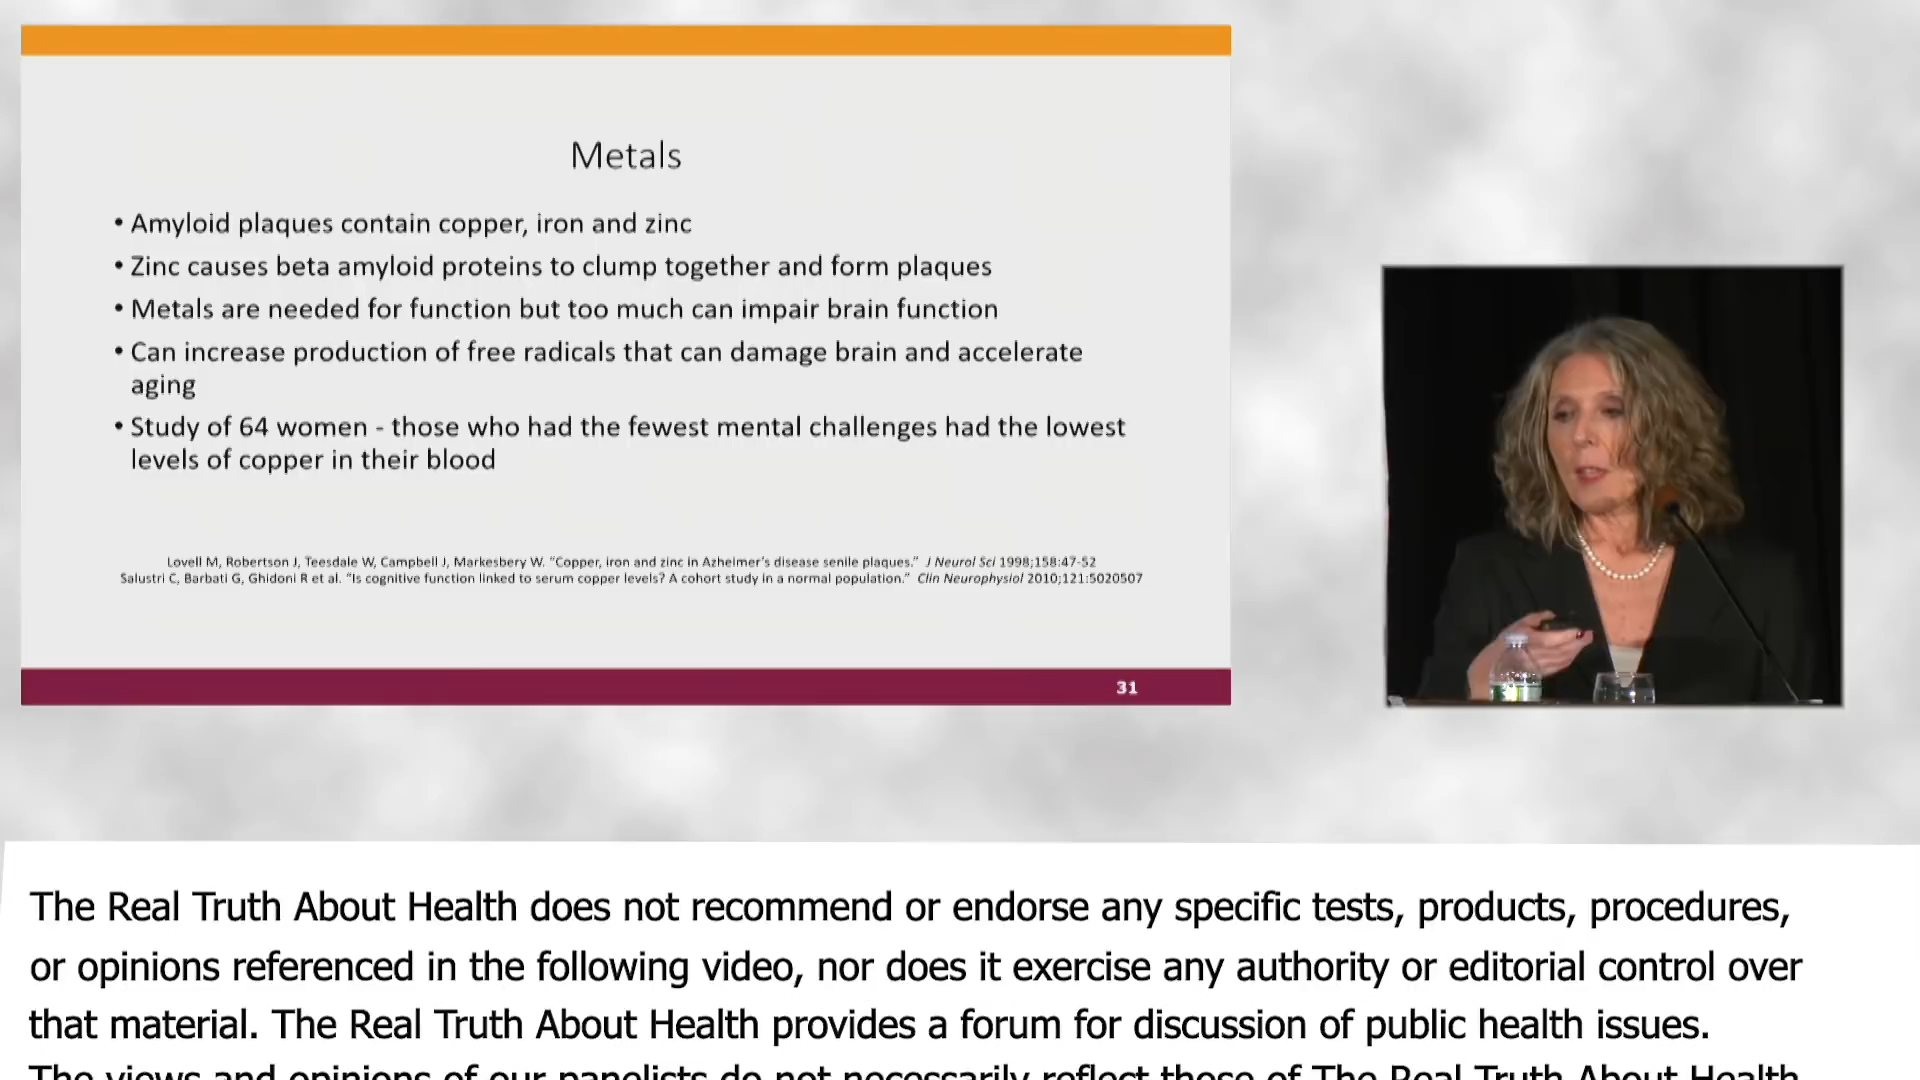 Metals
• Amyloid plaques contain copper, iron and zinc
• Zinc causes beta amyloid proteins to clump together and form plaques
• Metals are needed for function but too much can impair brain function
• Can increase production of free radicals that can damage brain and accelerate
aging
• Study of 64 women - those who had the fewest mental challenges had the lowest
levels of copper in their blood
Lovell M, Robertson J, Teesdale W, Campbell J, Markesbery W. "Copper, iron and zinc in Azheimer's disease senile plaques." J Neurol Sci 1998;158:47-52
Salustri C, Barbati G, Ghidoni R et al. "Is cognitive function linked to serum copper levels? A cohort study in a normal population." Clin Neurophysiol 2010;121:5020507
31
The Real Truth About Health does not recommend or endorse any specific tests, products, procedures,
or opinions referenced in the following video, nor does it exercise any authority or editorial control over
that material. The Real Truth About Health provides a forum for discussion of public health issues.
The views and opinions of our panelists do not necessarily reflect those of The Real Truth About Health